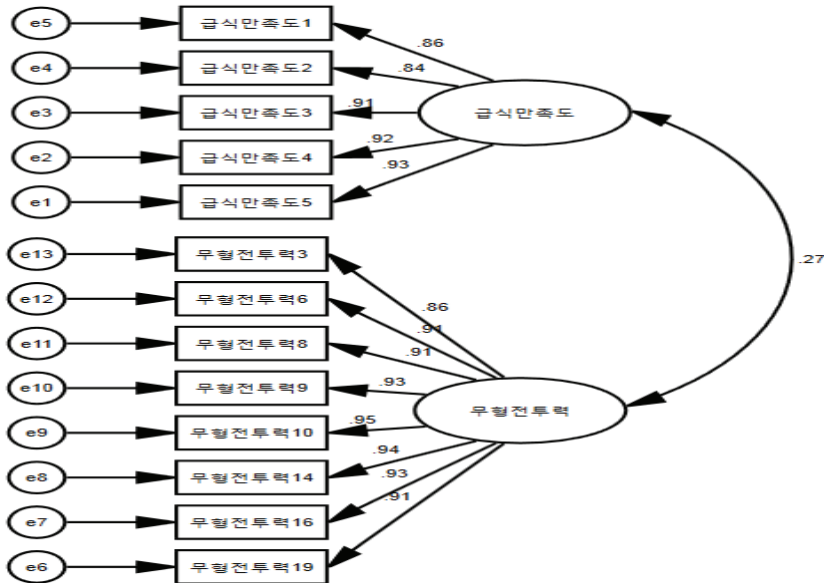 e5 급식만족도1
.86
e4 급식만족도2
.84
e3 급식만족도3 .91 급식만족도
.92
e2 급식만족도4
.93
e1 급식만족도5
e13 무형전투력3
.27
e12 무형전투력6
.86
.91
e11 무형전투력8
.91
e10 무형전투력9 .93
무형전투력
.95
e9 무형전투력10
.94
e8 무형전투력14
.93
.91
e7 무형전투력16
e6 무형전투력19